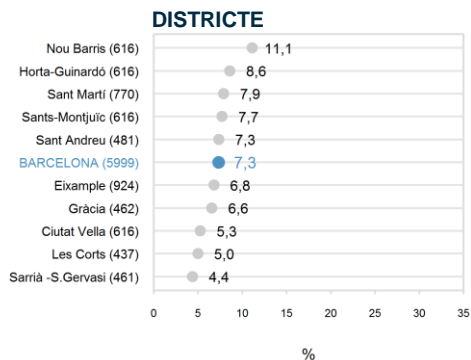 DISTRICTE
Nou Barris (616) 11,1
Horta-Guinardó (616) 8,6
Sant Martí (770) 7,9
Sants-Montjuïc (616) 7,7
Sant Andreu (481) 7,3
BARCELONA (5999) 7,3
Eixample (924) 6,8
Gràcia (462) 6,6
Ciutat Vella (616) 5,3
Les Corts (437) 5,0
Sarrià -S.Gervasi (461) 4,4
0 5 10 15 20 25 30 35
%